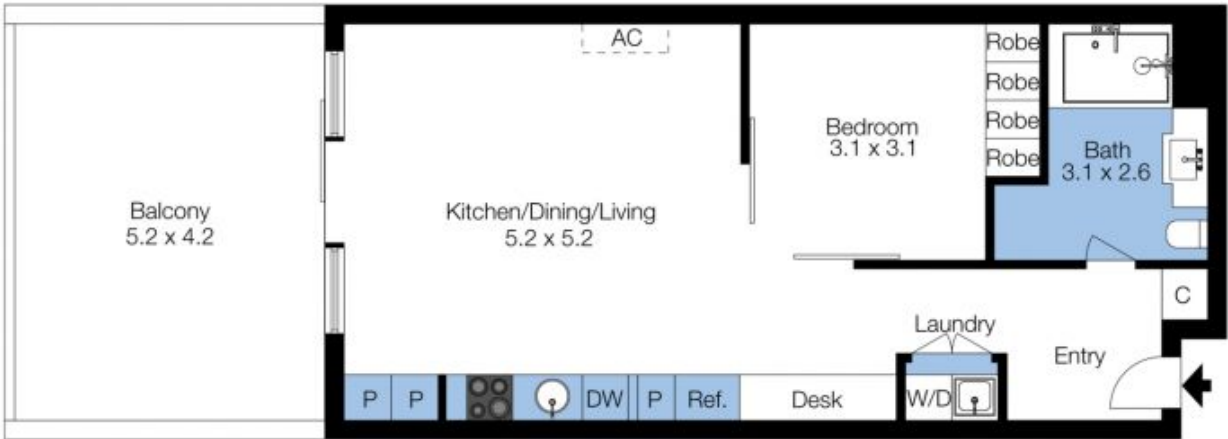 AC
Robe
Robe
Robe
Robe
Bedroom
3.1 x 3.1
Bath
3.1 x 2.6
Balcony
5.2 x 4.2
Kitchen/Dining/Living
5.2 x 5.2
C
Laundry
Entry
P
P
DW
P
Ref.
Desk
W/D